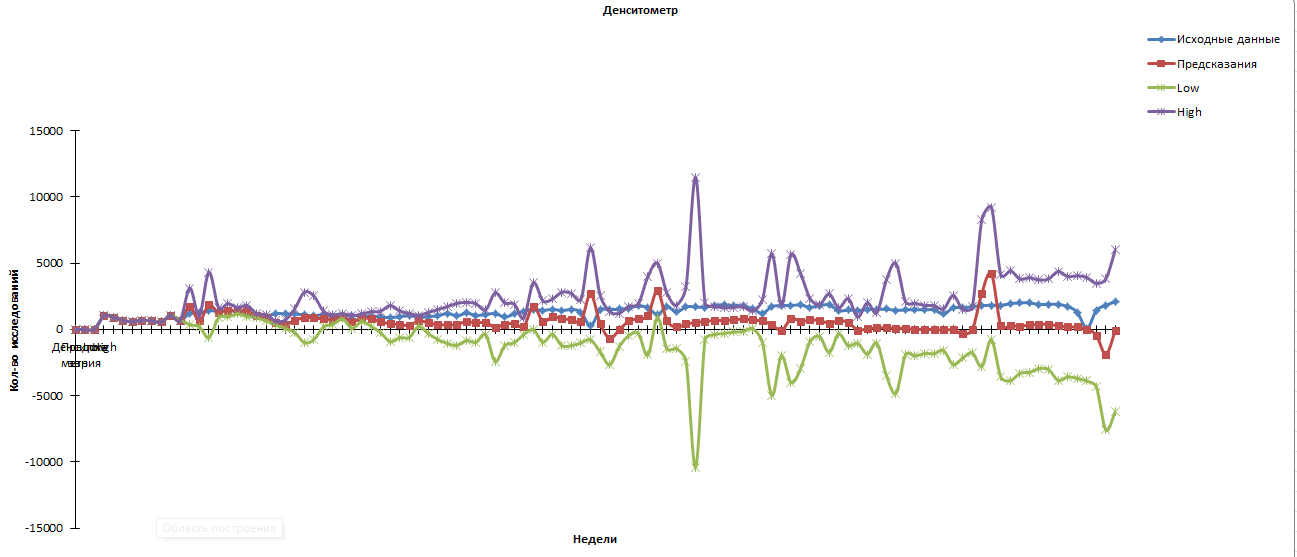 Денситометр
Исходные данные
Предсказания
Low
High
15000
10000
5000
0
-5000
-10000
-15000
Кол-во исследований
High
Недели
Область построения